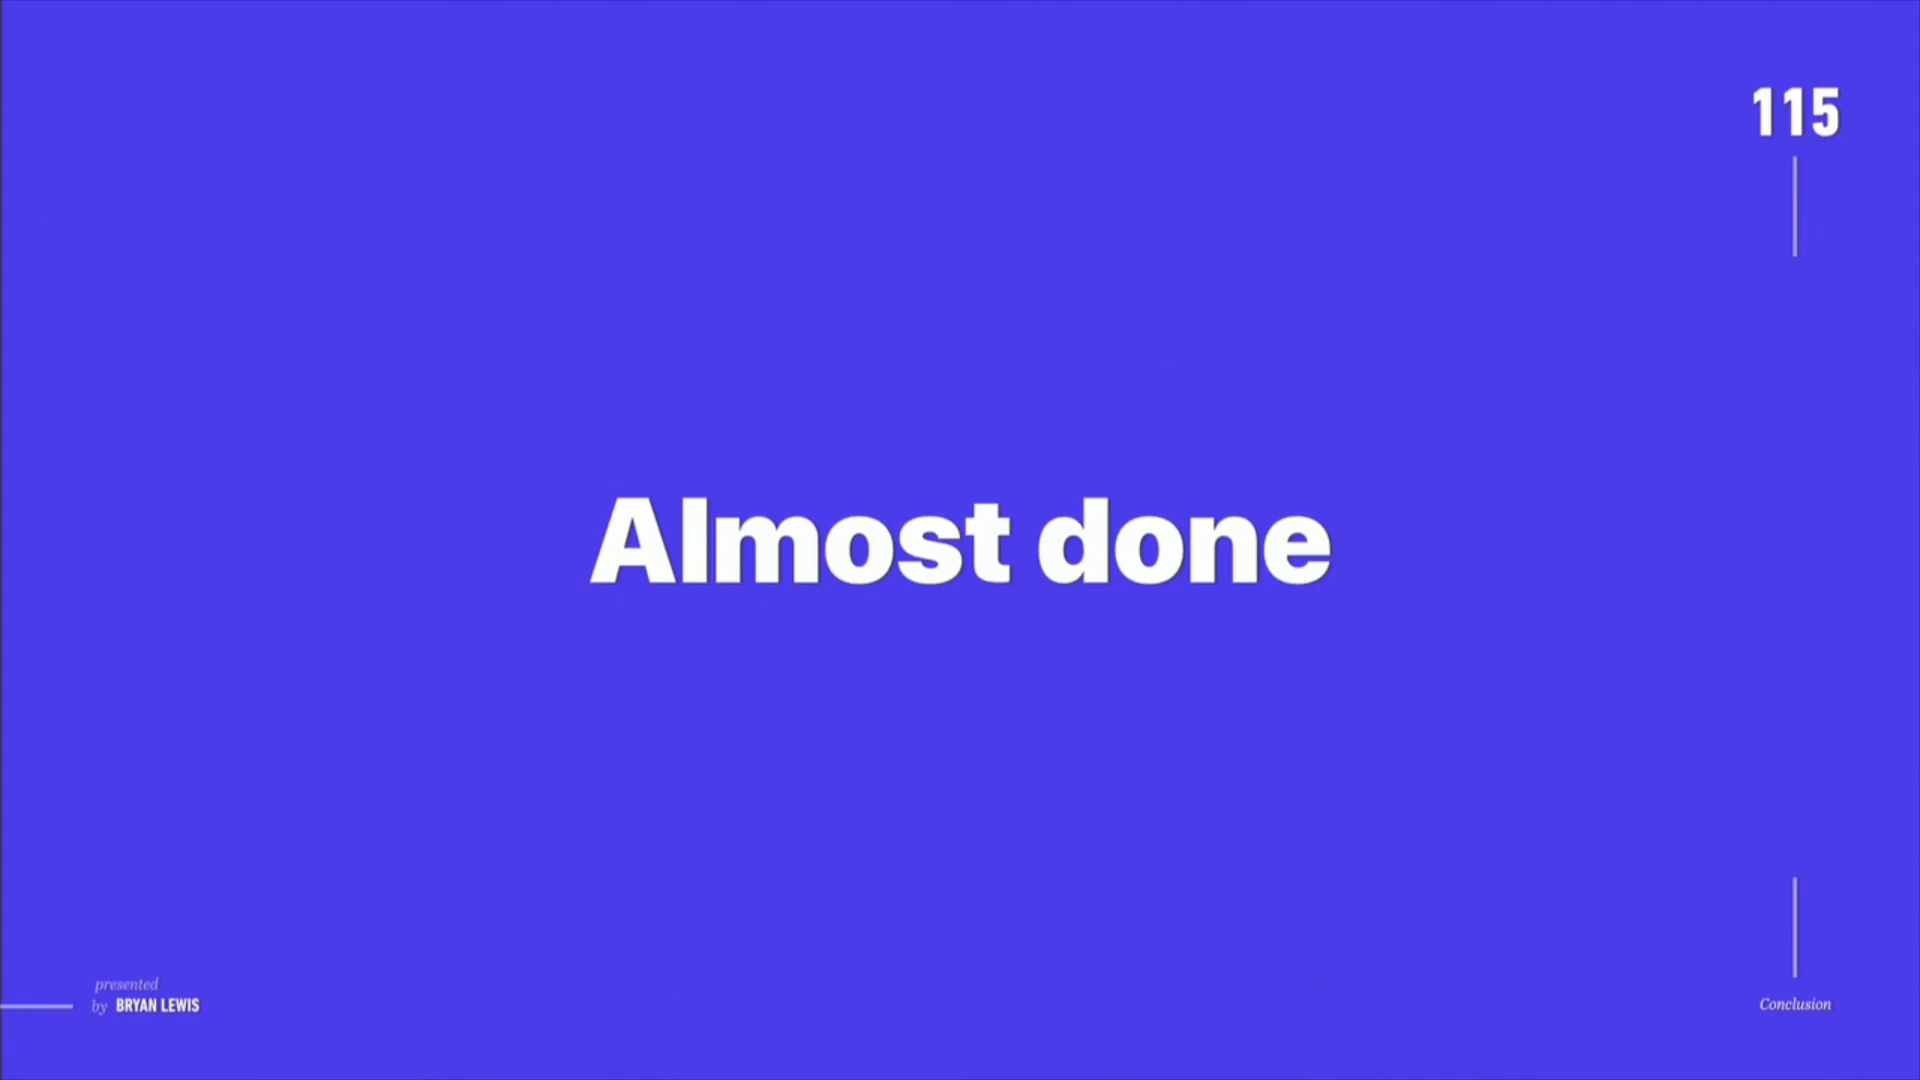 115
Almost done
presented
by BRYAN LEWIS
Conclusion